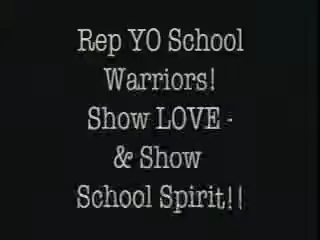 Rep YO School
Warriors!
Show LOVE -
& Show
School Spirit!!